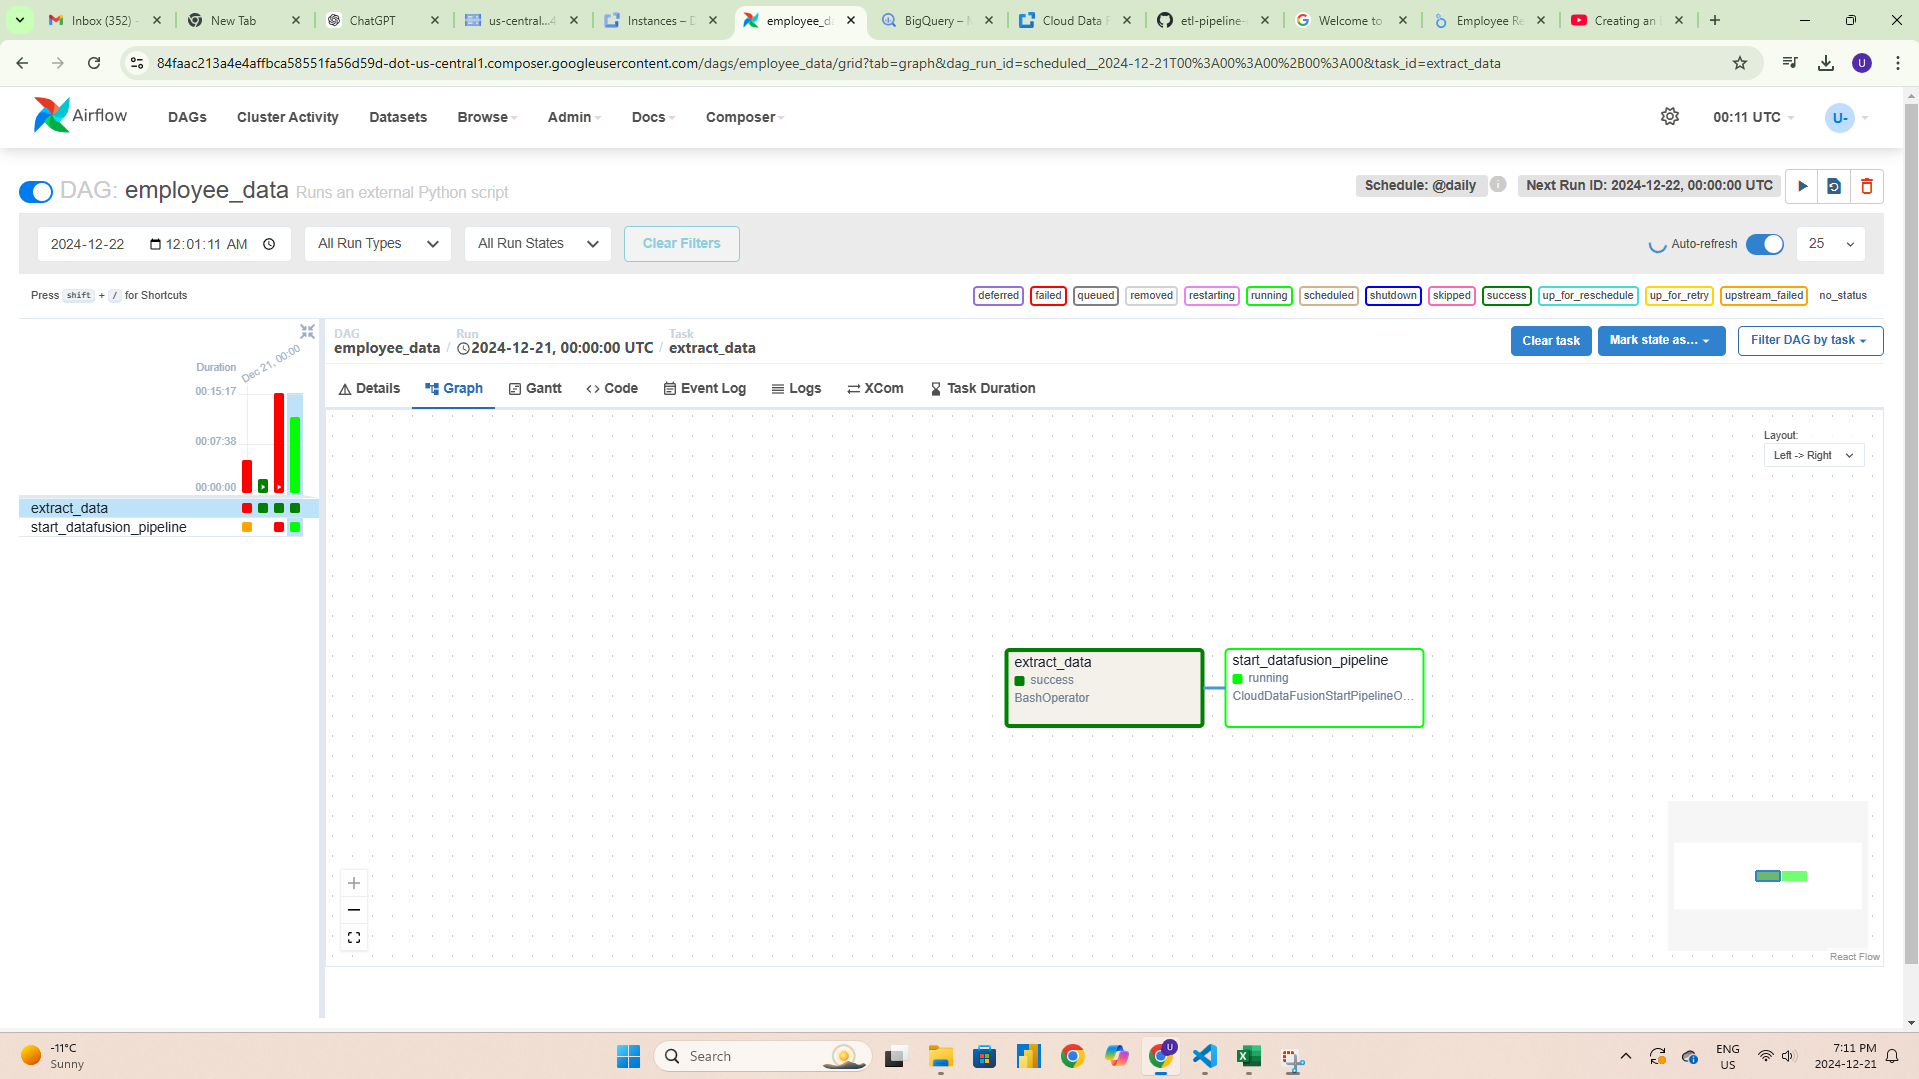 Inbox (352) -
New Tab
ChatGPT
us-central...4
Instances – D
employee_da
BigQuery – M
Cloud Data F
etl-pipeline-
Welcome to
Employee Re
Creating an
84faac213a4e4affbca58551fa56d59d-dot-us-central1.composer.googleusercontent.com/dags/employee_data/grid?tab=graph&dag_run_id=scheduled__2024-12-21T00%3A00%3A00%2B00%3A00&task_id=extract_data
U
Airflow
DAGs
Cluster Activity
Datasets
Browse
Admin
Docs
Composer
00:11 UTC
U-
DAG: employee_data Runs an external Python script
Schedule: @daily
Next Run ID: 2024-12-22, 00:00:00 UTC
2024-12-22 12:01:11 AM
All Run Types
All Run States
Clear Filters
Auto-refresh
25
Press shift + / for Shortcuts
deferred
failed
queued
removed
restarting
running
scheduled
shutdown
skipped
success
up_for_reschedule
up_for_retry
upstream_failed
no_status
Duration
Dec 21, 00:00
00:15:17
00:07:38
00:00:00
extract_data
start_datafusion_pipeline
DAG
employee_data /
Run
2024-12-21, 00:00:00 UTC /
Task
extract_data
Clear task
Mark state as...
Filter DAG by task
Details
Graph
Gantt
Code
Event Log
Logs
XCom
Task Duration
Layout:
Left -> Right
extract_data
success
BashOperator
start_datafusion_pipeline
running
CloudDataFusionStartPipelineO...
React Flow
-11°C
Sunny
Search
U
ENG
US
7:11 PM
2024-12-21